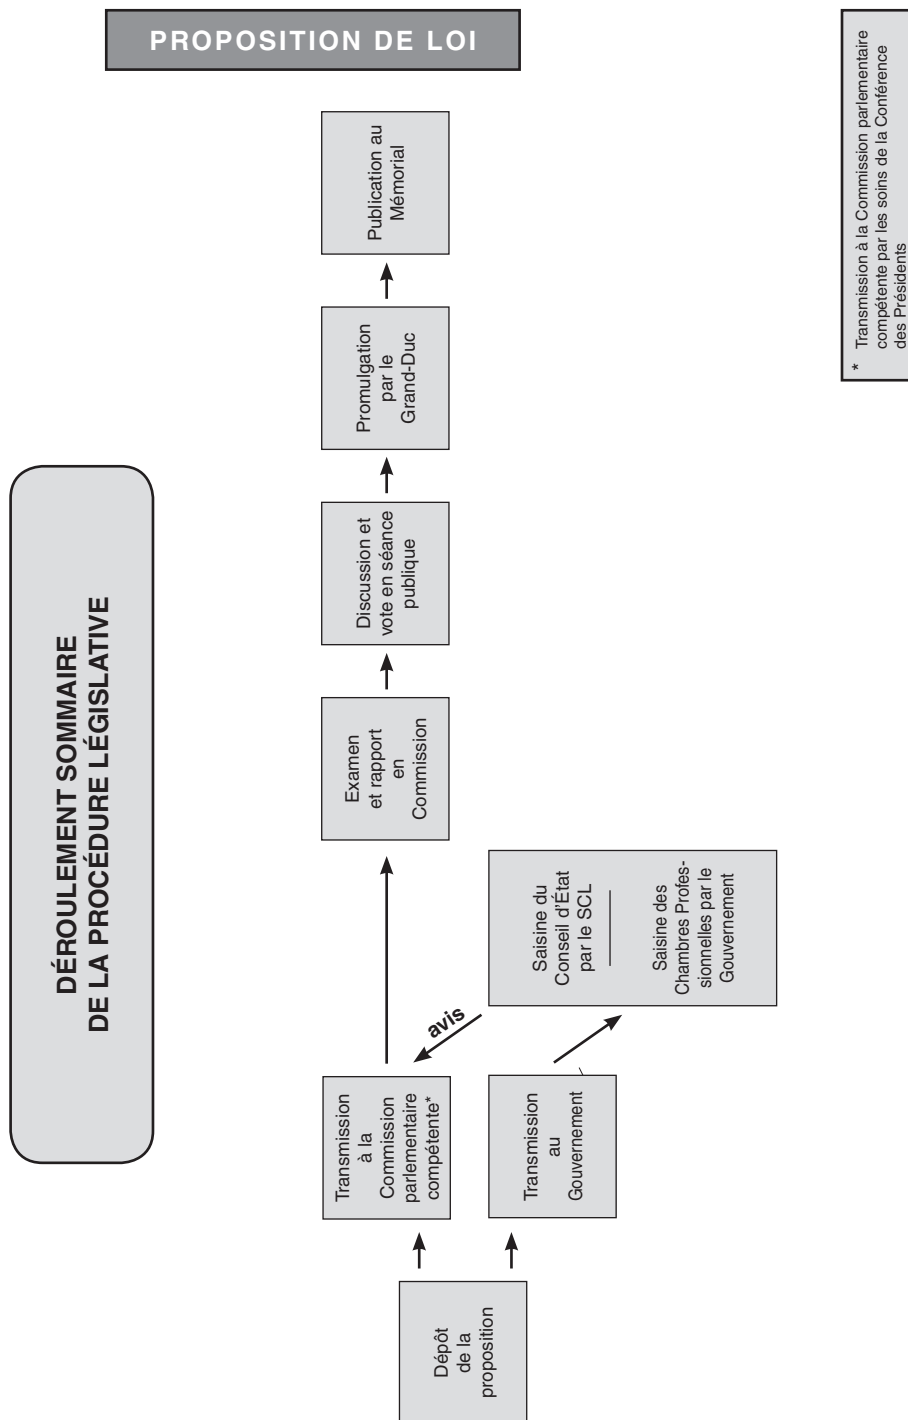 PROPOSITION DE LOI
DÉROULEMENT SOMMAIRE
DE LA PROCÉDURE LÉGISLATIVE
Dépôt
de la
proposition
Transmission
à la
Commission
parlementaire
compétente*
Transmission
au
Gouvernement
avis
Saisine du
Conseil d'État
par le SCL
Saisine des
Chambres Profes-
sionnelles par le
Gouvernement
Examen
et rapport
en
Commission
Discussion et
vote en séance
publique
Promulgation
par le
Grand-Duc
Publication au
Mémorial
* Transmission à la Commission parlementaire
compétente par les soins de la Conférence
des Présidents